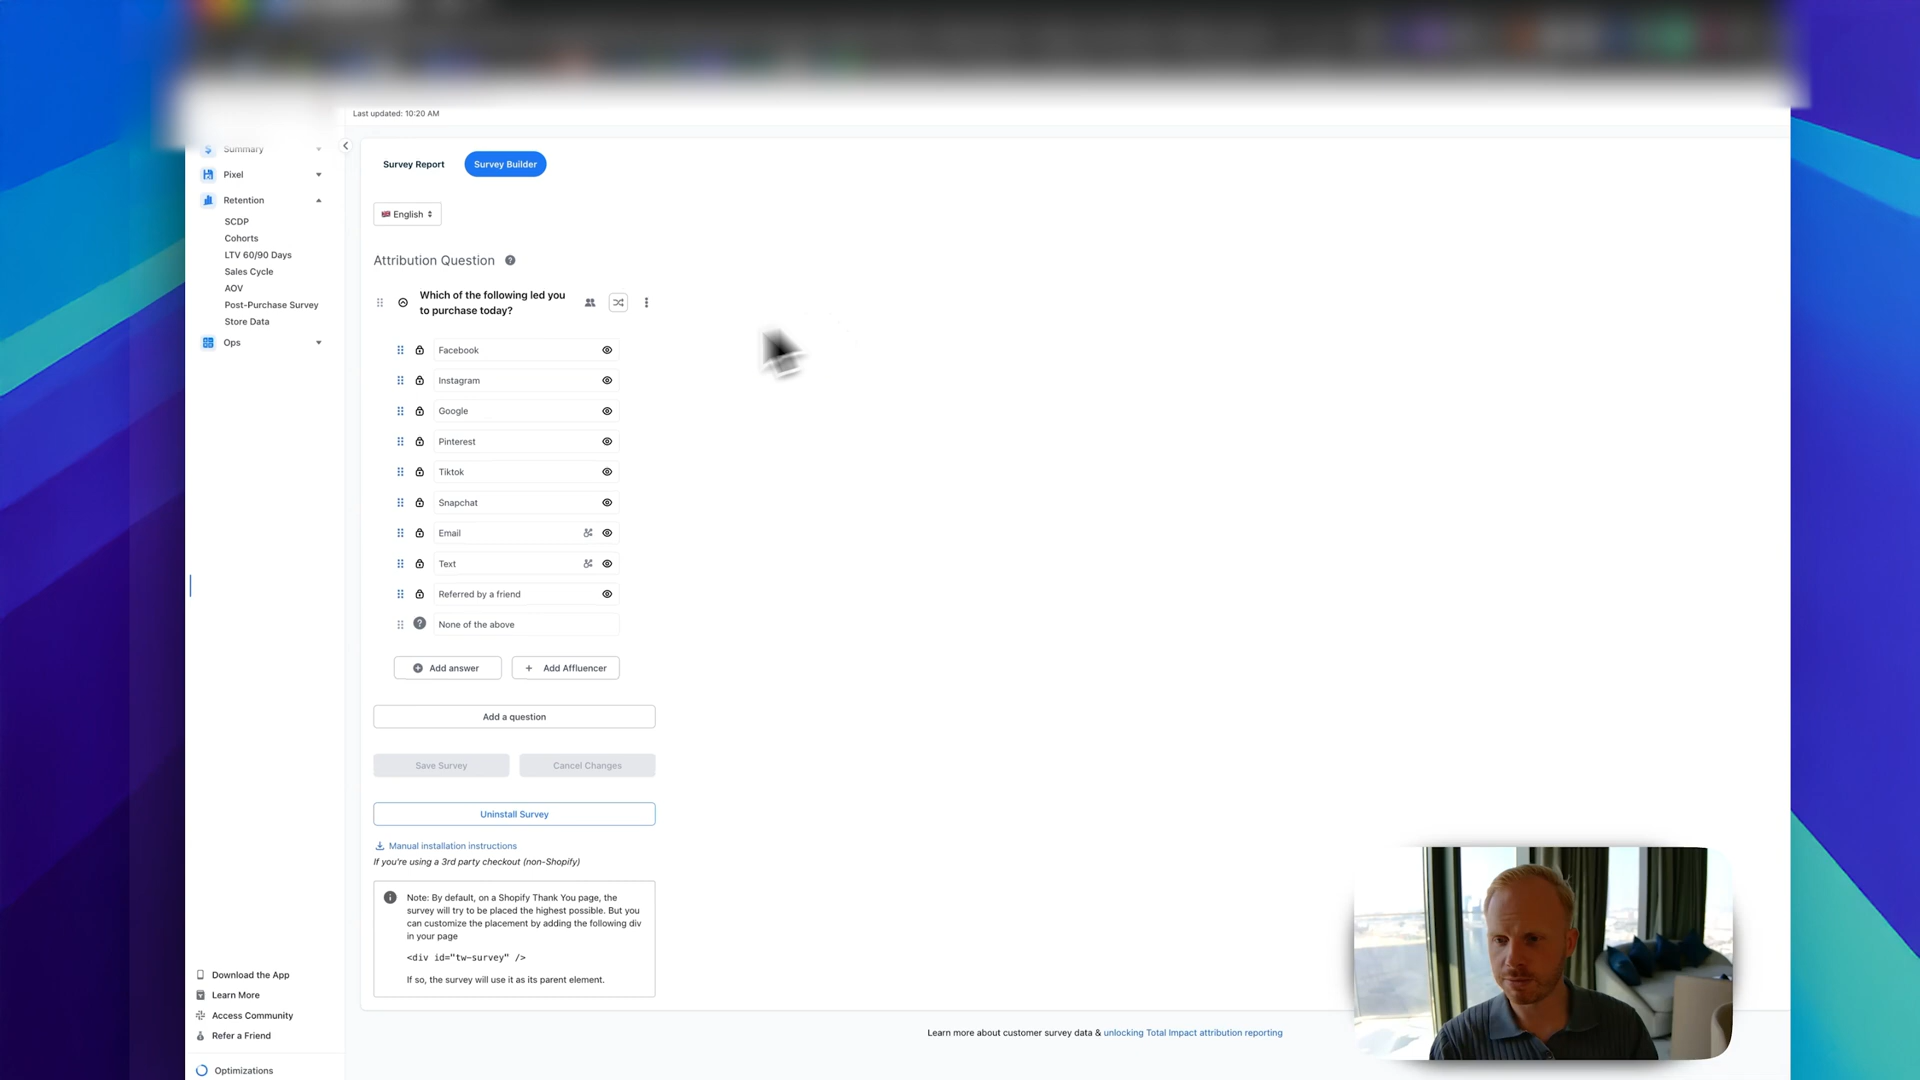 Last updated: 10:20 AM
Summary
Pixel
Retention
SCDP
Cohorts
LTV 60/90 Days
Sales Cycle
AOV
Post-Purchase Survey
Store Data
Ops
Download the App
Learn More
Access Community
Refer a Friend
Optimizations
Survey Report
Survey Builder
English
Attribution Question
Which of the following led you
to purchase today?
Facebook
Instagram
Google
Pinterest
Tiktok
Snapchat
Email
Text
Referred by a friend
None of the above
Add answer
+ Add Affluencer
Add a question
Save Survey
Cancel Changes
Uninstall Survey
Manual installation instructions
If you're using a 3rd party checkout (non-Shopify)
Note: By default, on a Shopify Thank You page, the
survey will try to be placed the highest possible. But you
can customize the placement by adding the following div
in your page
<div id="tw-survey" />
If so, the survey will use it as its parent element.
Learn more about customer survey data & unlocking Total Impact attribution reporting